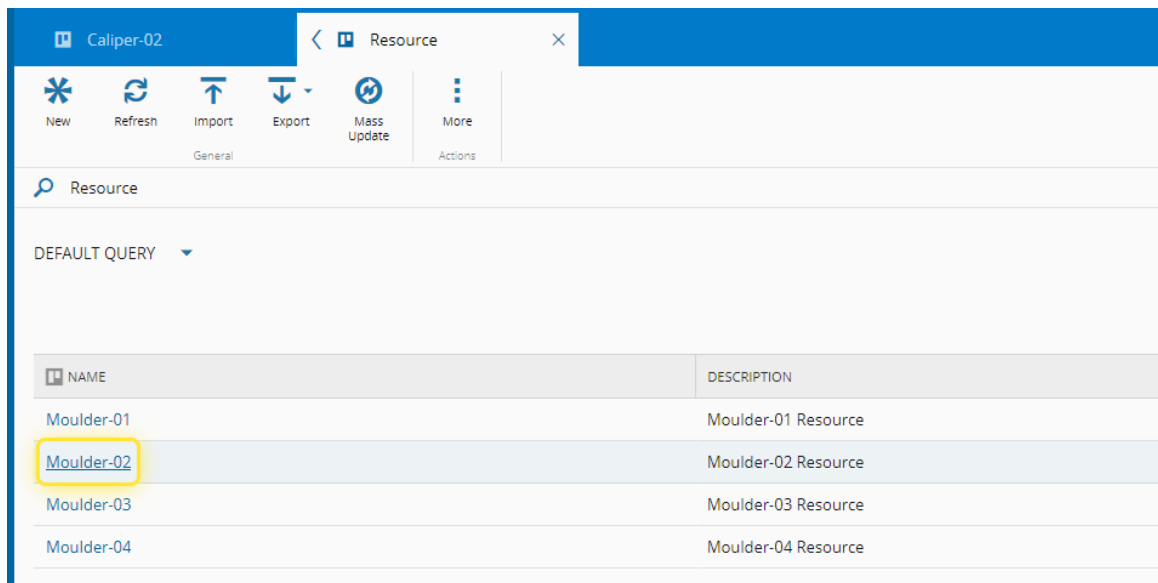 Caliper-02 Resource
New Refresh Import Export Mass Update More
General Actions
Resource
DEFAULT QUERY
NAME DESCRIPTION
Moulder-01 Moulder-01 Resource
Moulder-02 Moulder-02 Resource
Moulder-03 Moulder-03 Resource
Moulder-04 Moulder-04 Resource